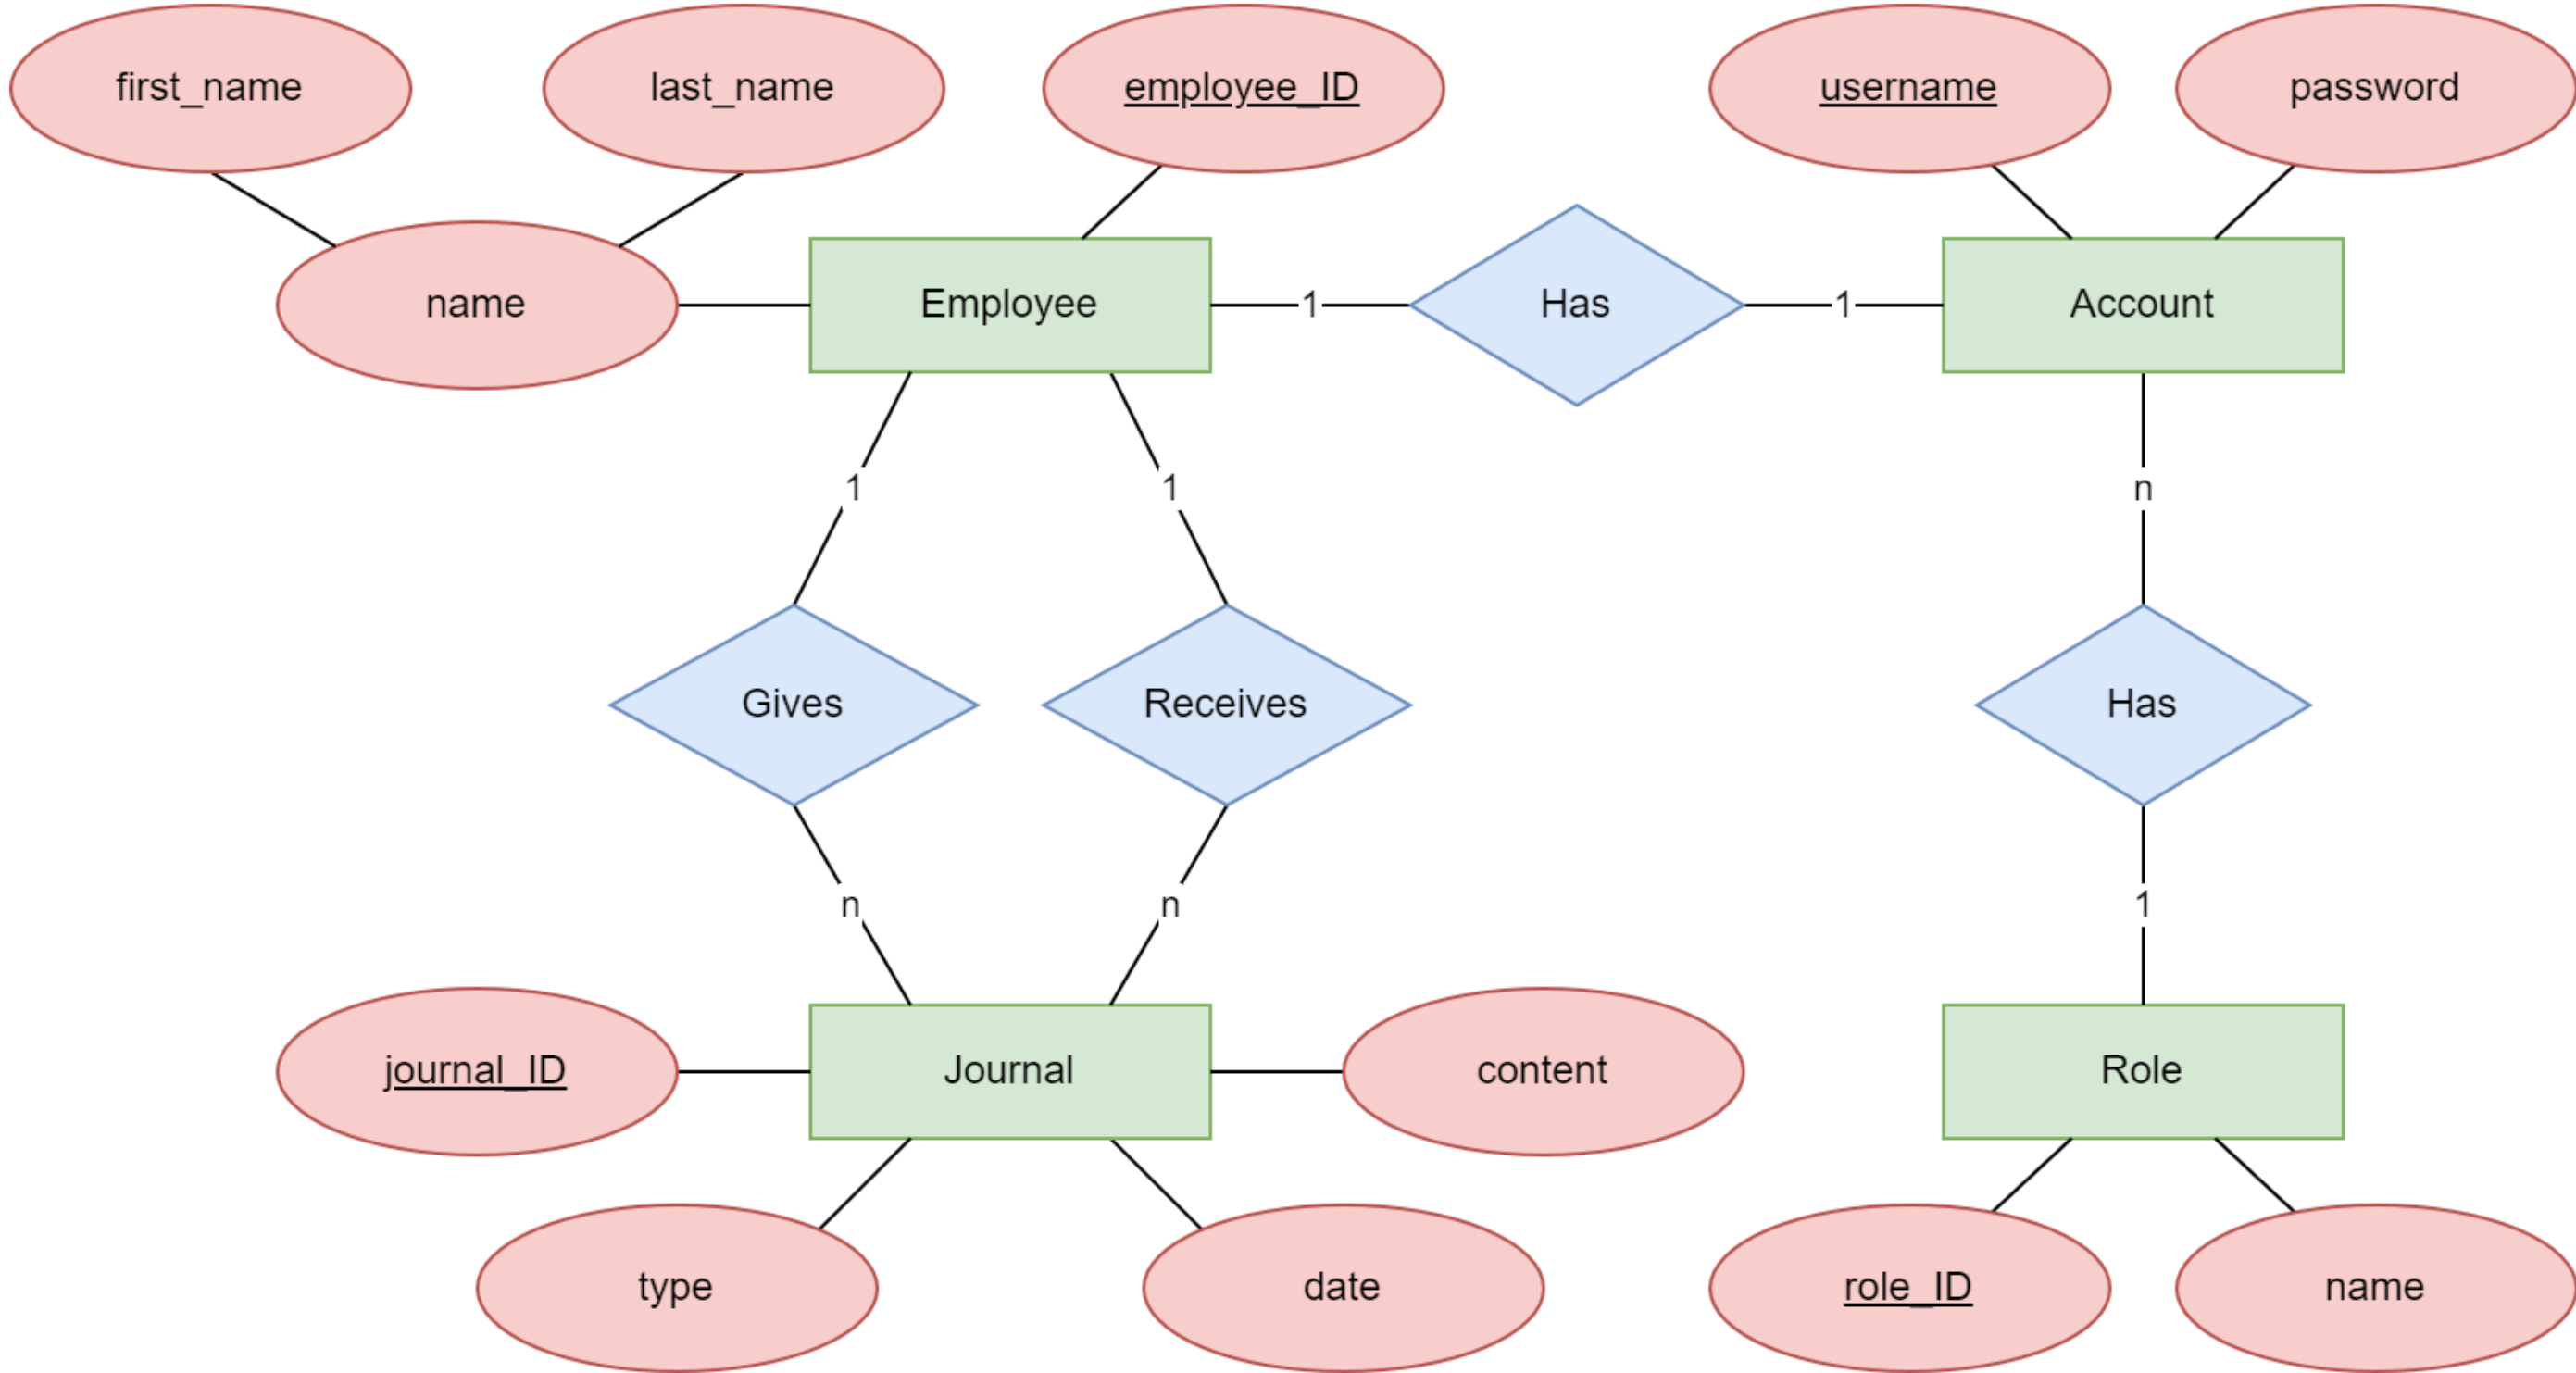 first_name
last_name
employee_ID
username
password
name
Employee
1
Has
1
Account
1
1
n
Gives
Receives
Has
n
n
1
journal_ID
Journal
content
Role
type
date
role_ID
name